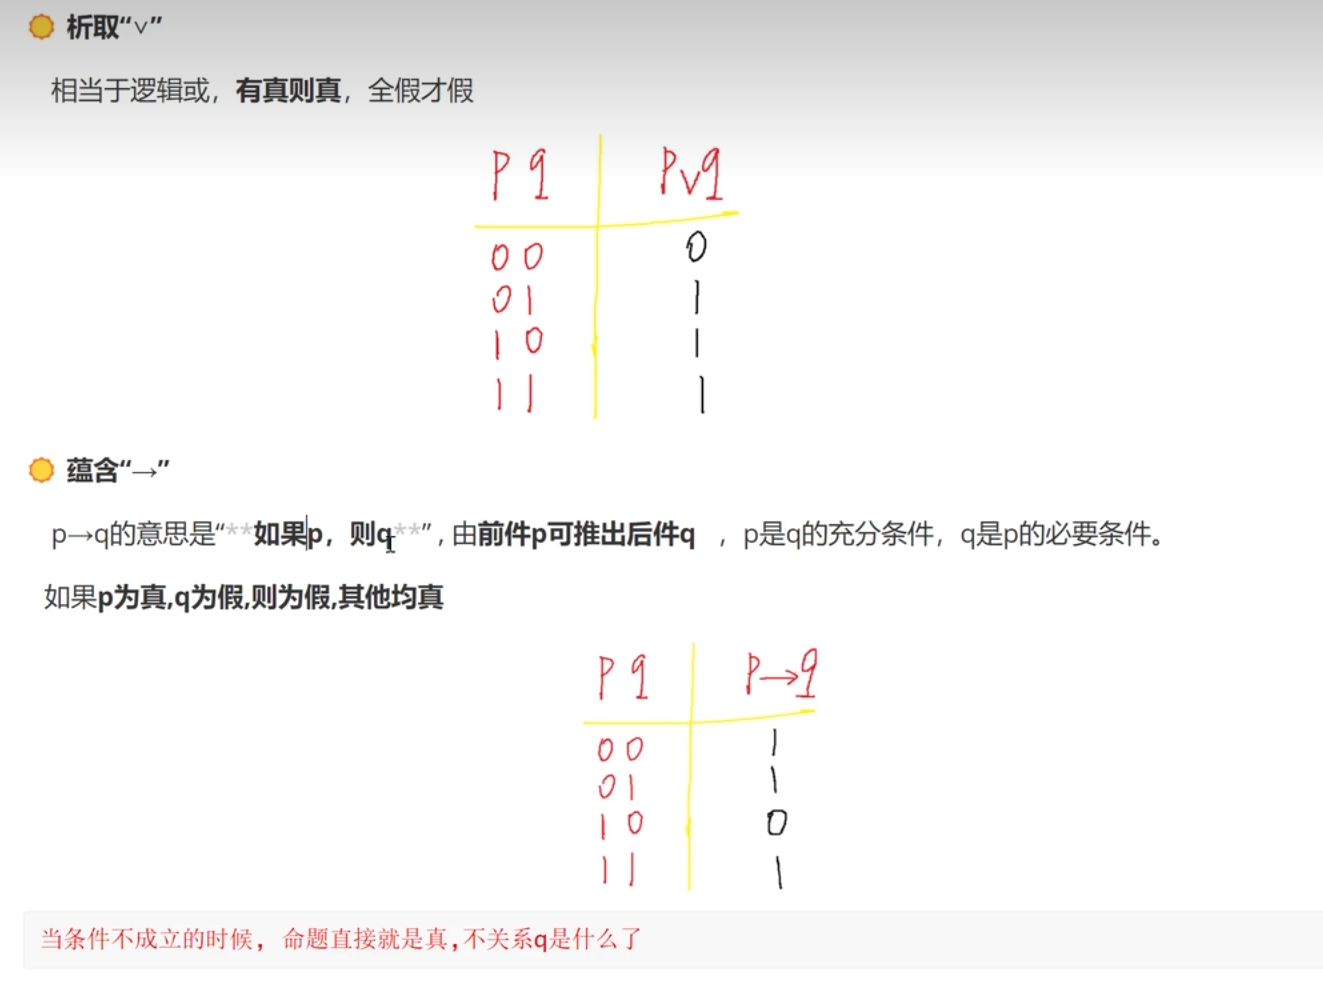 析取“∨”
相当于逻辑或，有真则真，全假才假
p q p∨q
0 0 0
0 1 1
1 0 1
1 1 1
蕴含“→”
p→q的意思是“**如果p，则q**”，由前件p可推出后件q ，p是q的充分条件，q是p的必要条件。
如果p为真,q为假,则为假,其他均真
p q p→q
0 0 1
0 1 1
1 0 0
1 1 1
当条件不成立的时候，命题直接就是真,不关系q是什么了